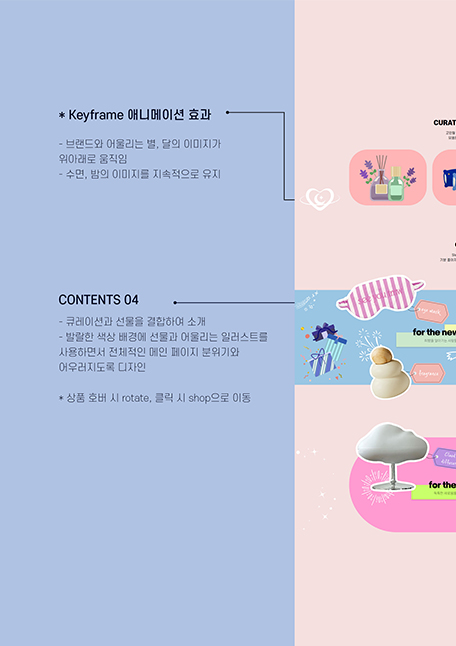 * Keyframe 애니메이션 효과
- 브랜드와 어울리는 별, 달의 이미지가
위아래로 움직임
- 수면, 밤의 이미지를 지속적으로 유지
CURAT
CONTENTS 04
- 큐레이션과 선물을 결합하여 소개
- 발랄한 색상 배경에 선물과 어울리는 일러스트를
사용하면서 전체적인 메인 페이지 분위기와
어우러지도록 디자인
* 상품 호버 시 rotate, 클릭 시 shop으로 이동
eye mask
for the new
fragrance
for the new